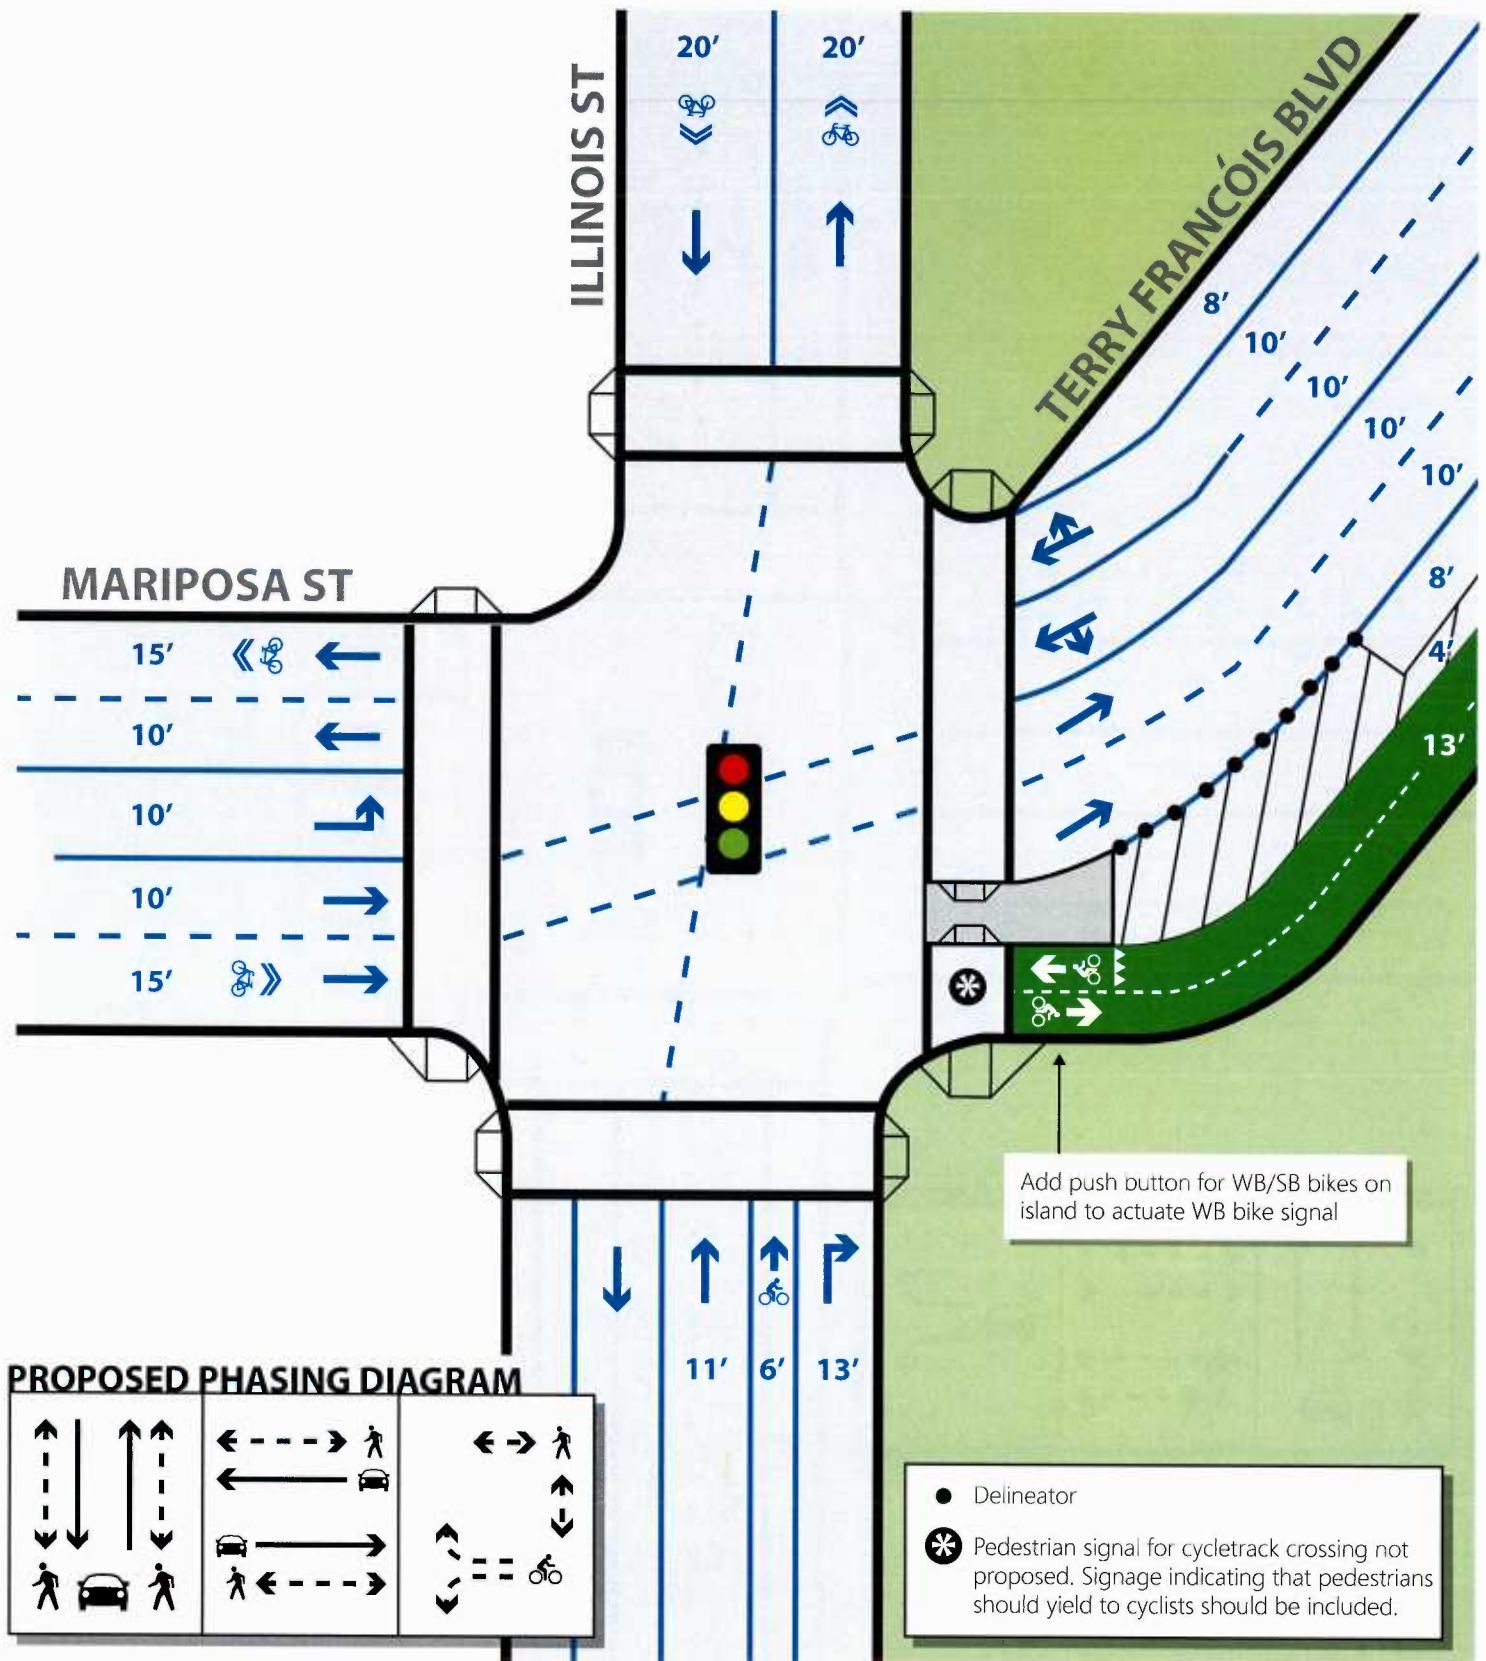 20’ 20’
ILLINOIS ST
TERRY FRANCÓIS BLVD
8’
10’
10’
10’
10’
8’
4’
13’
MARIPOSA ST
15’
10’
10’
10’
15’
Add push button for WB/SB bikes on
island to actuate WB bike signal
11’ 6’ 13’
PROPOSED PHASING DIAGRAM
Delineator
Pedestrian signal for cycletrack crossing not
proposed. Signage indicating that pedestrians
should yield to cyclists should be included.